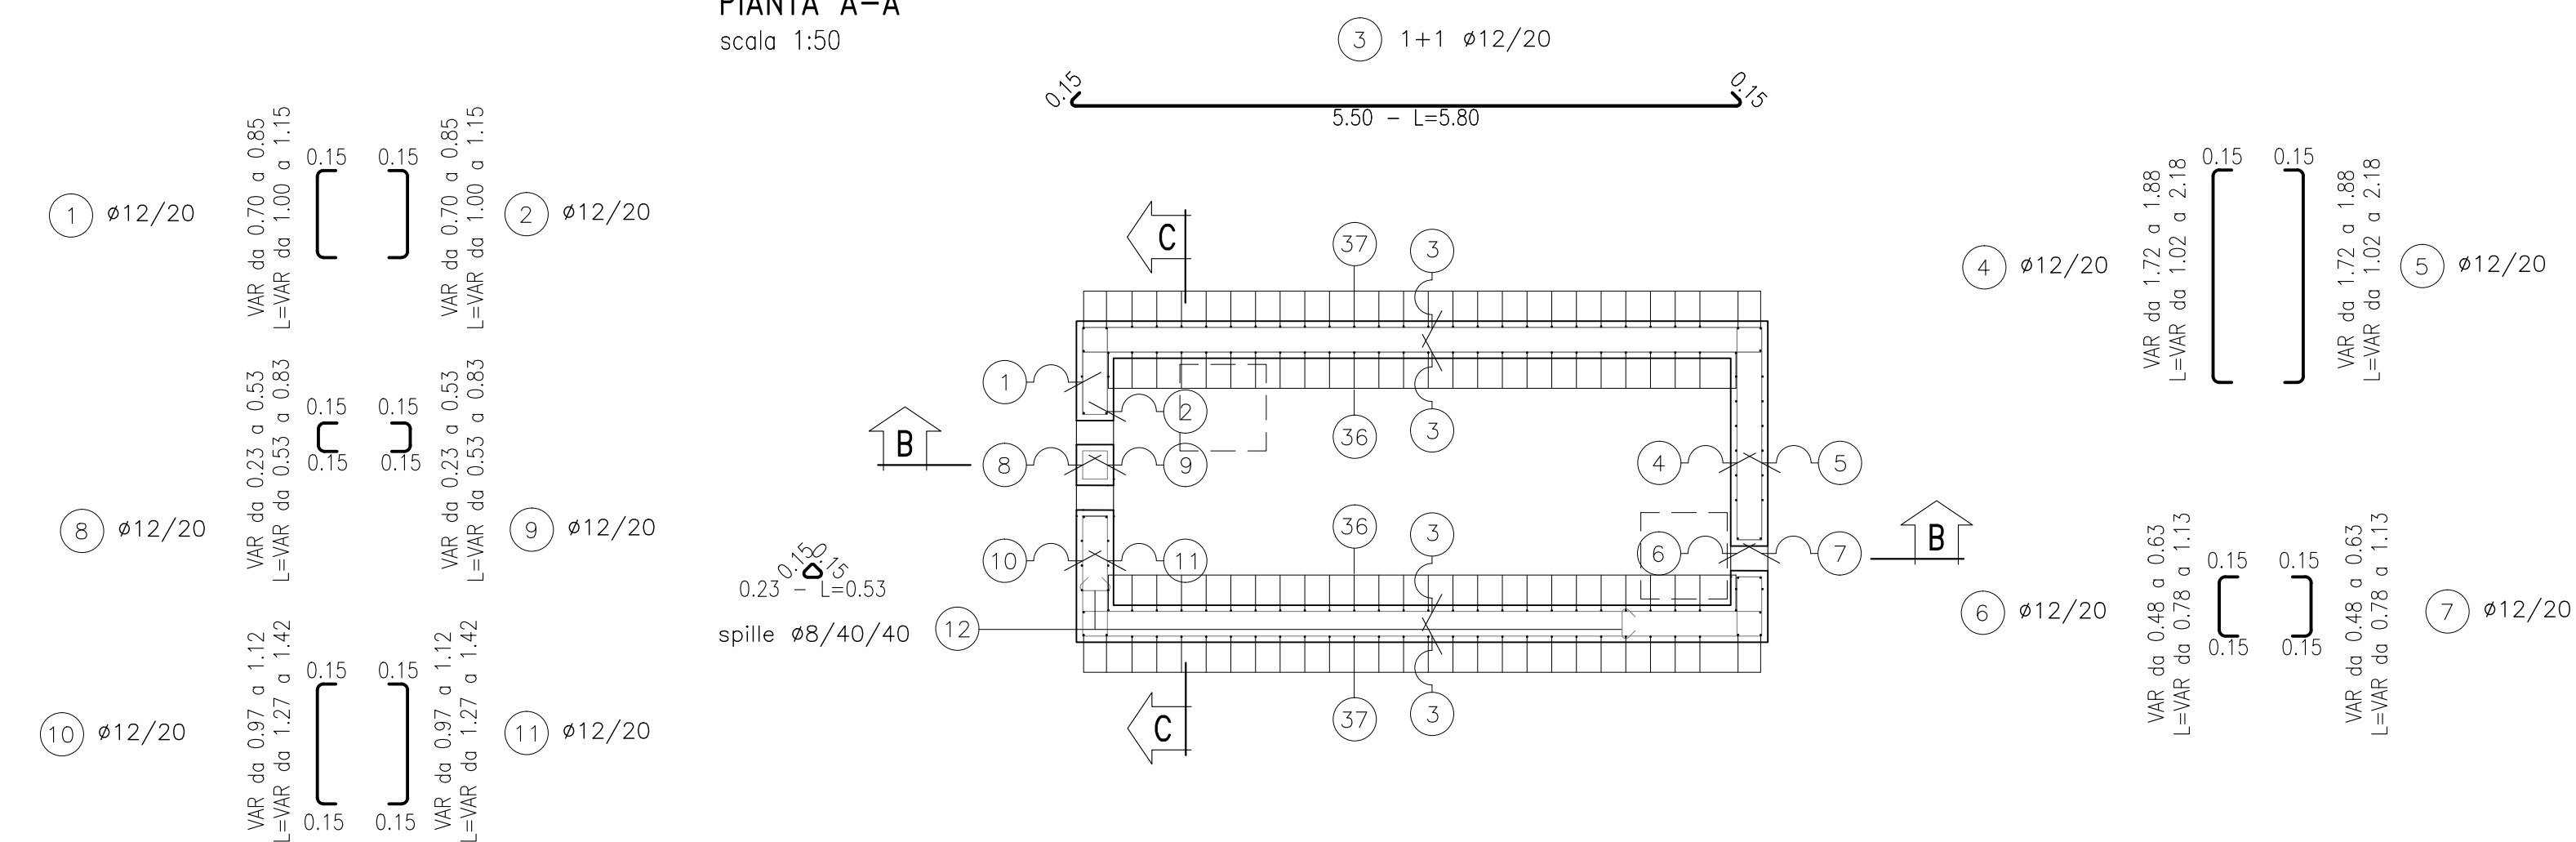 PIANTA A-A
scala 1:50
3 1+1 ø12/20
0.15
0.15
5.50 - L=5.80
1 ø12/20
VAR da 0.70 a 0.85
L=VAR da 1.00 a 1.15
0.15
0.15
VAR da 0.70 a 0.85
L=VAR da 1.00 a 1.15
2 ø12/20
8 ø12/20
VAR da 0.23 a 0.53
L=VAR da 0.53 a 0.83
0.15
0.15
0.15
0.15
VAR da 0.23 a 0.53
L=VAR da 0.53 a 0.83
9 ø12/20
10 ø12/20
VAR da 0.97 a 1.12
L=VAR da 1.27 a 1.42
0.15
0.15
0.15
0.15
VAR da 0.97 a 1.12
L=VAR da 1.27 a 1.42
11 ø12/20
0.15
0.15
0.23 - L=0.53
spille ø8/40/40
12
C
37
3
1
2
36
3
B
8
9
4
5
36
3
10
11
6
7
B
C
37
3
4 ø12/20
VAR da 1.72 a 1.88
L=VAR da 1.02 a 2.18
0.15
0.15
VAR da 1.72 a 1.88
L=VAR da 1.02 a 2.18
5 ø12/20
6 ø12/20
VAR da 0.48 a 0.63
L=VAR da 0.78 a 1.13
0.15
0.15
0.15
0.15
VAR da 0.48 a 0.63
L=VAR da 0.78 a 1.13
7 ø12/20